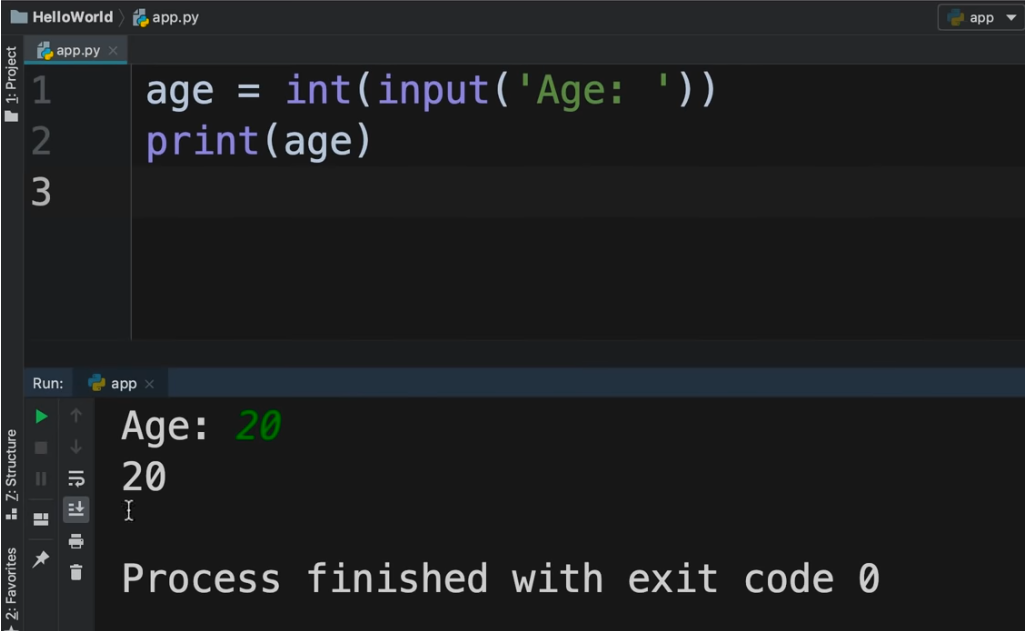 HelloWorld app.py app
app.py
1: Project
1 age = int(input('Age: '))
2 print(age)
3
Run: app
Age: 20
20
Process finished with exit code 0
Z: Structure
2: Favorites